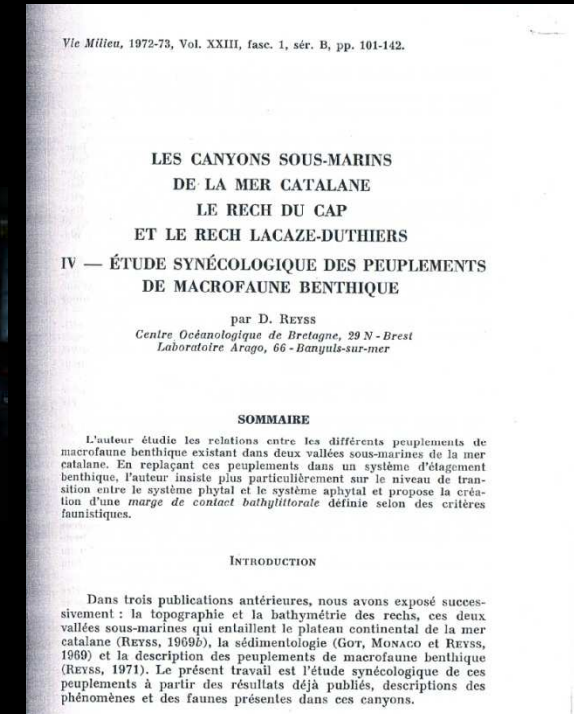 Vie Milieu, 1972-73, Vol. XXIII, fasc. 1, sér. B, pp. 101-142.
LES CANYONS SOUS-MARINS
DE LA MER CATALANE
LE RECH DU CAP
ET LE RECH LACAZE-DUTHIERS
IV — ÉTUDE SYNÉCOLOGIQUE DES PEUPLEMENTS
DE MACROFAUNE BENTHIQUE
par D. REYSS
Centre Océanologique de Bretagne, 29 N - Brest
Laboratoire Arago, 66 - Banyuls-sur-mer
SOMMAIRE
L'auteur étudie les relations entre les différents peuplements de
macrofaune benthique existant dans deux vallées sous-marines de la mer
catalane. En replaçant ces peuplements dans un système d'étagement
benthique, l'auteur insiste plus particulièrement sur le niveau de tran-
sition entre le système phytal et le système aphytal et propose la créa-
tion d'une marge de contact bathylittorale définie selon des critères
faunistiques.
INTRODUCTION
Dans trois publications antérieures, nous avons exposé succes-
sivement : la topographie et la bathymétrie des rechs, ces deux
vallées sous-marines qui entaillent le plateau continental de la mer
catalane (REYSS, 1969b), la sédimentologie (GOT, MONACO et REYSS,
1969) et la description des peuplements de macrofaune benthique
(REYSS, 1971). Le présent travail est l'étude synécologique de ces
peuplements à partir des résultats déjà publiés, descriptions des
phénomènes et des faunes présentes dans ces canyons.